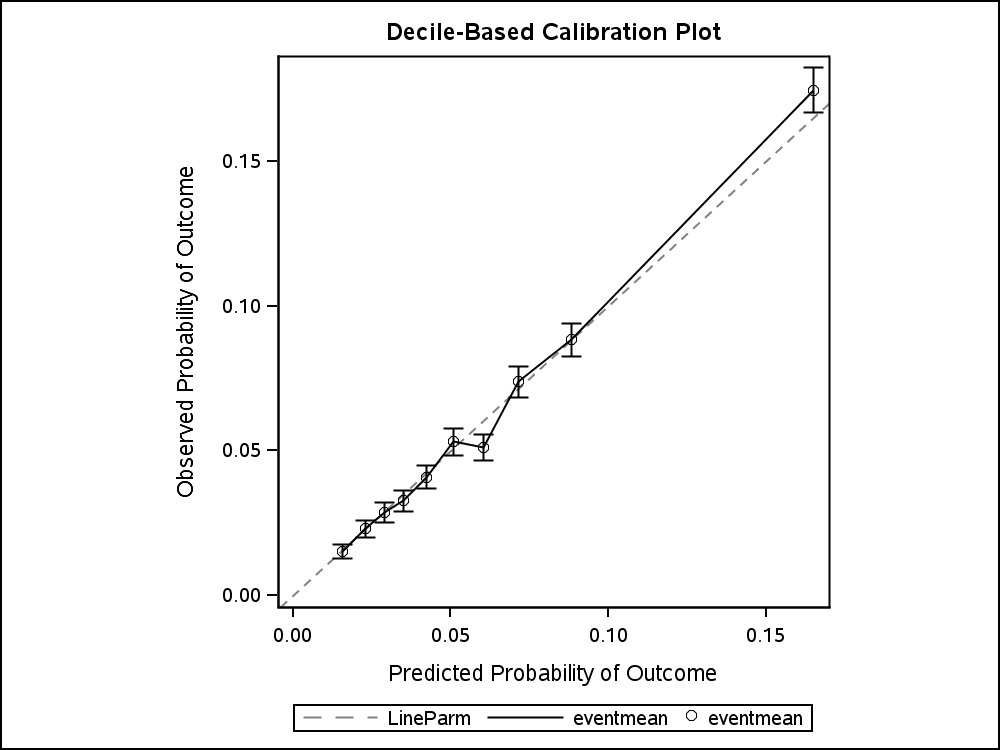 Decile-Based Calibration Plot
Observed Probability of Outcome
0.15
0.10
0.05
0.00
0.00 0.05 0.10 0.15
Predicted Probability of Outcome
LineParm eventmean eventmean